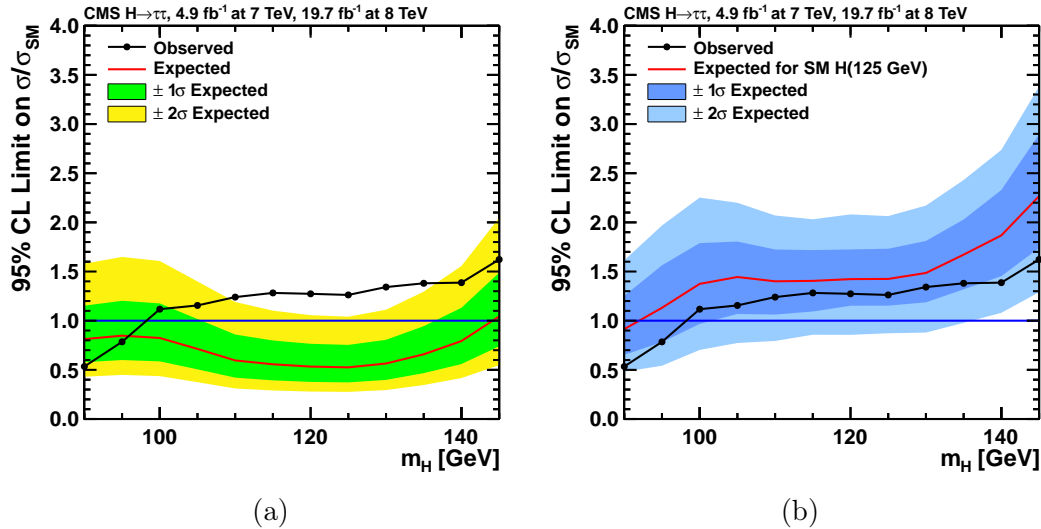 CMS H→ττ, 4.9 fb⁻¹ at 7 TeV, 19.7 fb⁻¹ at 8 TeV
95% CL Limit on σ/σ_SM
4.0
3.5
3.0
2.5
2.0
1.5
1.0
0.5
0.0
Observed
Expected
± 1σ Expected
± 2σ Expected
100
120
140
m_H [GeV]
(a)
CMS H→ττ, 4.9 fb⁻¹ at 7 TeV, 19.7 fb⁻¹ at 8 TeV
95% CL Limit on σ/σ_SM
4.0
3.5
3.0
2.5
2.0
1.5
1.0
0.5
0.0
Observed
Expected for SM H(125 GeV)
± 1σ Expected
± 2σ Expected
100
120
140
m_H [GeV]
(b)